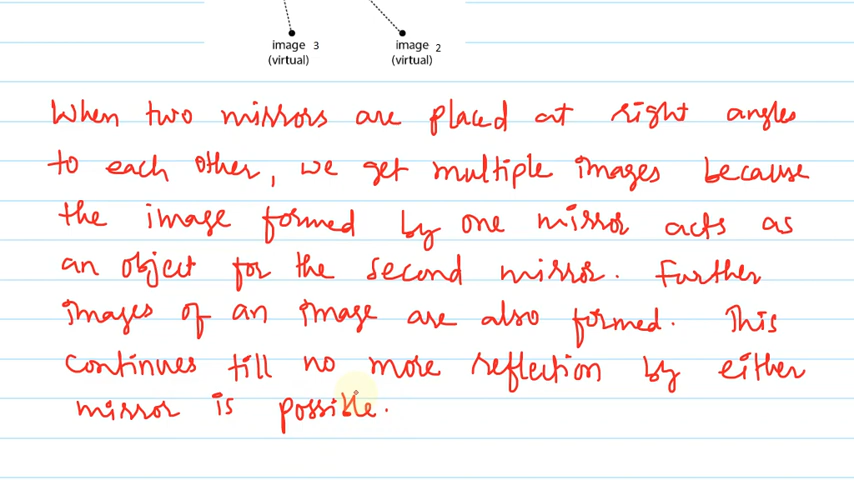 image 3 image 2
(virtual) (virtual)
When two mirrors are placed at right angles
to each other, we get multiple images because
the image formed by one mirror acts as
an object for the second mirror. Further
images of an image are also formed. This
continues till no more reflection by either
mirror is possible.